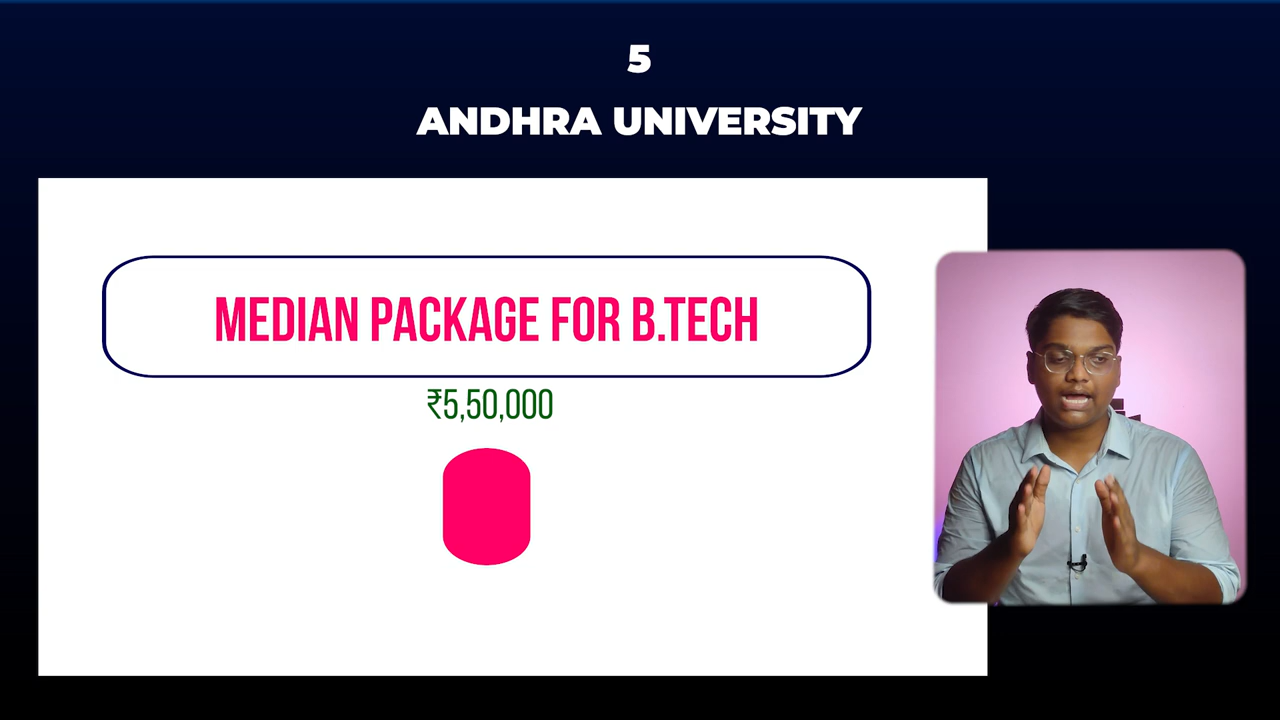 5
ANDHRA UNIVERSITY
MEDIAN PACKAGE FOR B.TECH
₹5,50,000